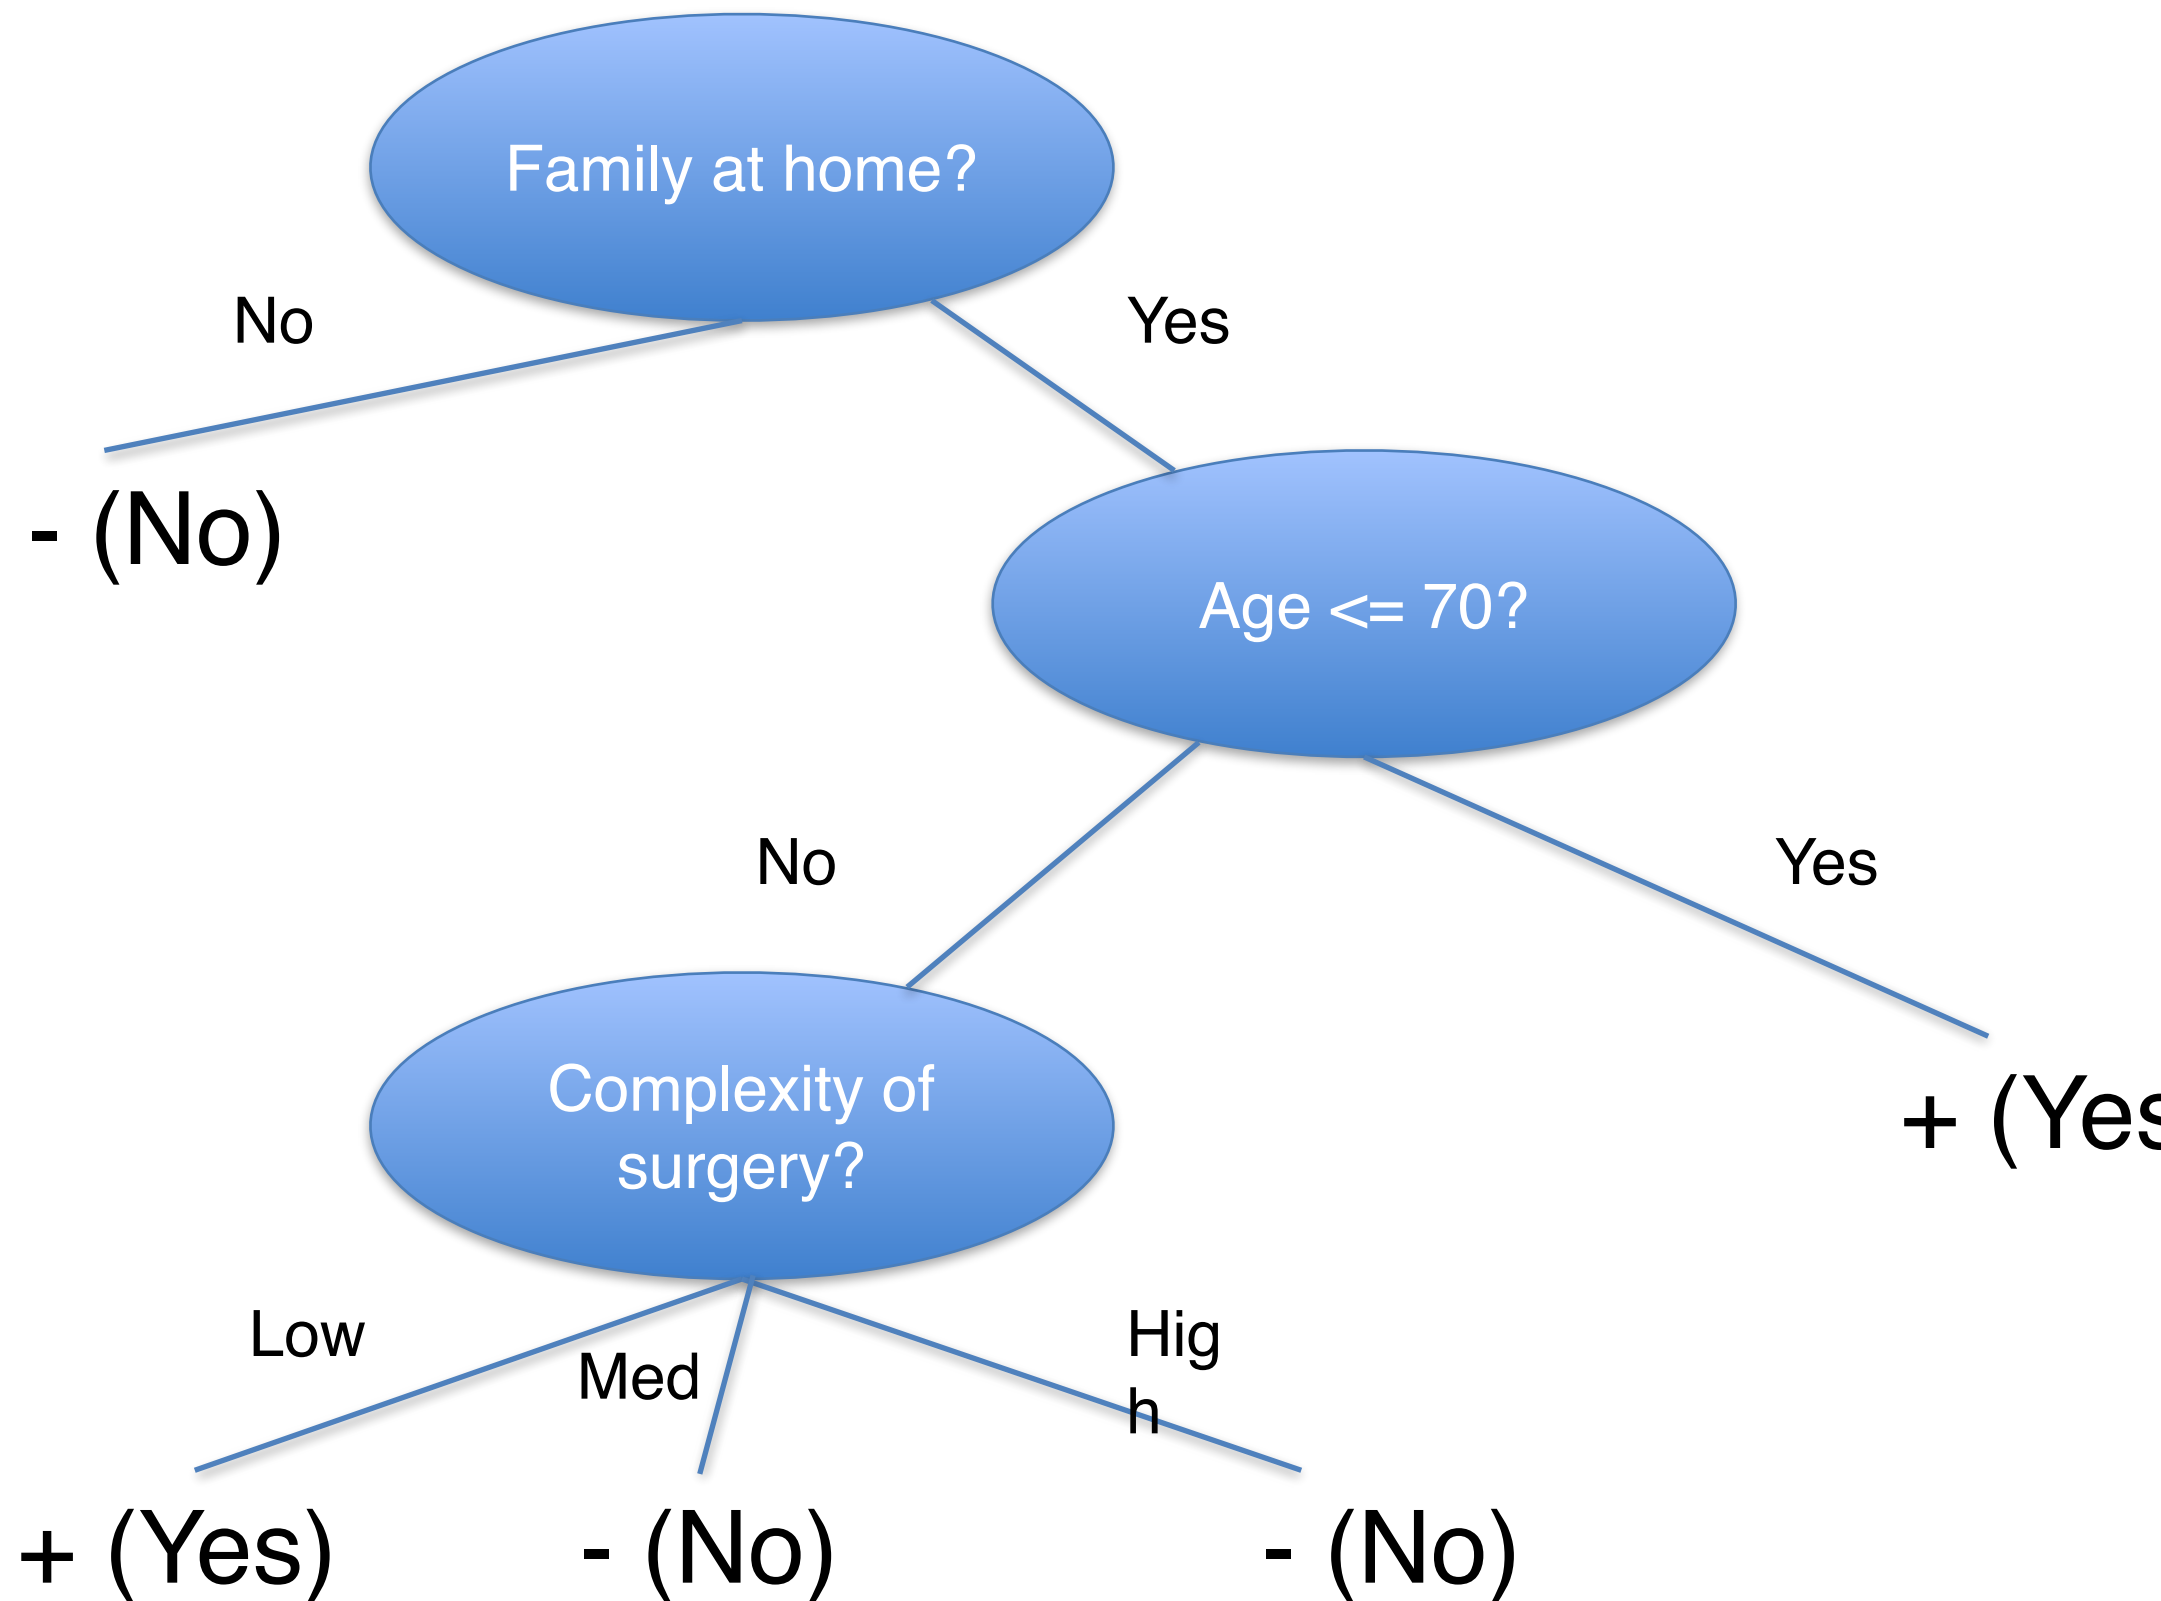 Family at home?
No
Yes
- (No)
Age <= 70?
No
Yes
Complexity of
surgery?
+ (Yes
Low
Med
Hig
h
+ (Yes)
- (No)
- (No)